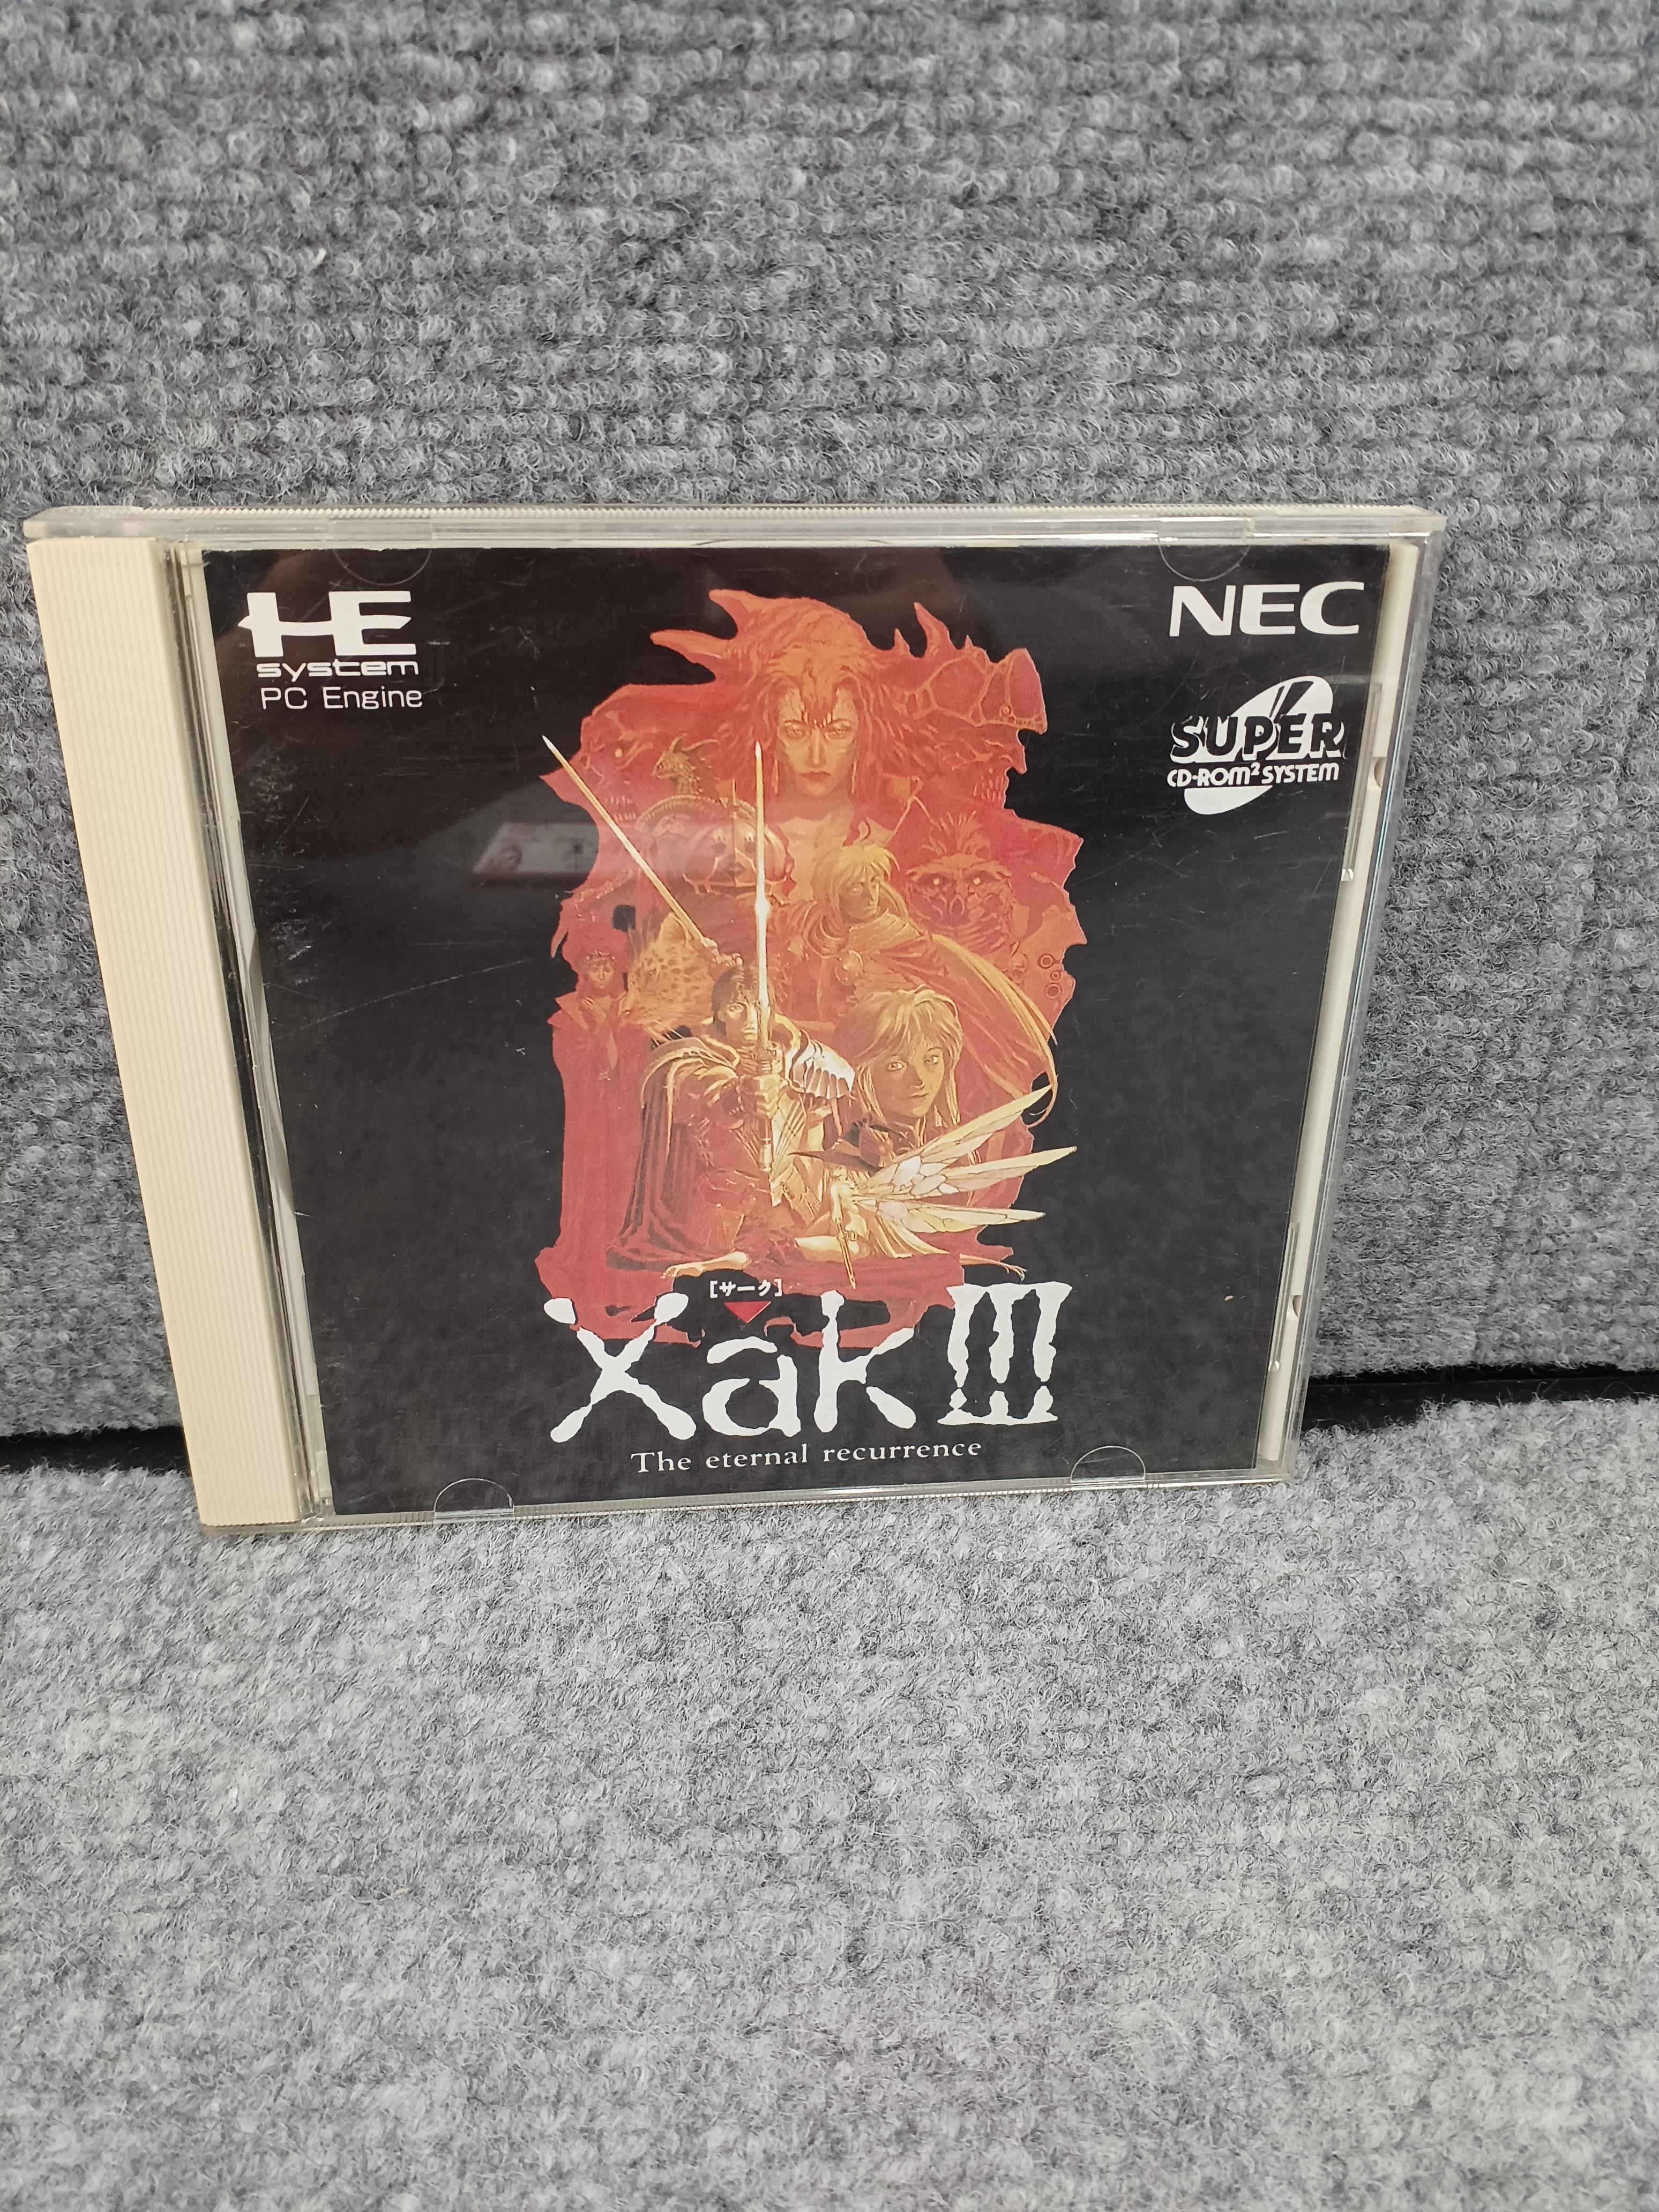 HE
system
PC Engine
NEC
SUPER
CD-ROM² SYSTEM
[サーク]
Xak III
The eternal recurrence